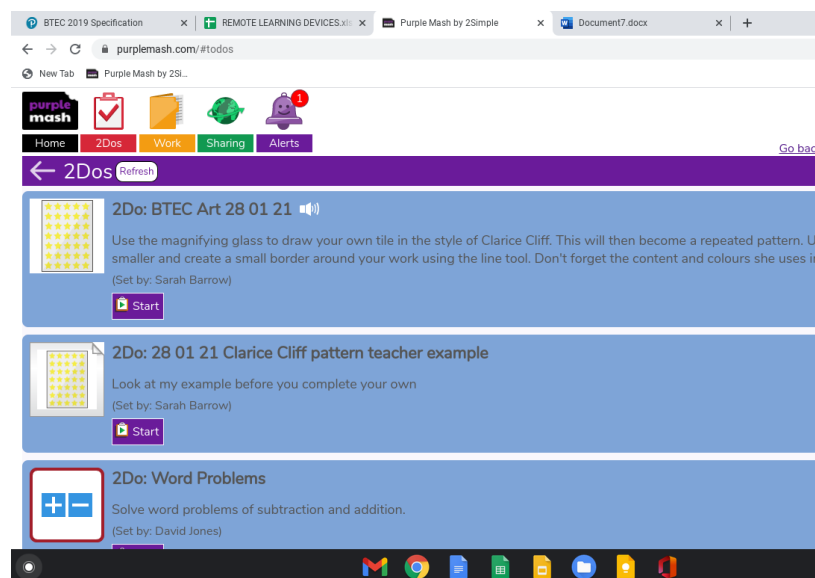 BTEC 2019 Specification
REMOTE LEARNING DEVICES.xls
Purple Mash by 2Simple
Document7.docx
purplemash.com/#todos
New Tab
Purple Mash by 2Si...
purple
mash
1
Home
2Dos
Work
Sharing
Alerts
Go bac
2Dos
Refresh
2Do: BTEC Art 28 01 21
Use the magnifying glass to draw your own tile in the style of Clarice Cliff. This will then become a repeated pattern. U
smaller and create a small border around your work using the line tool. Don't forget the content and colours she uses i
(Set by: Sarah Barrow)
Start
2Do: 28 01 21 Clarice Cliff pattern teacher example
Look at my example before you complete your own
(Set by: Sarah Barrow)
Start
2Do: Word Problems
Solve word problems of subtraction and addition.
(Set by: David Jones)